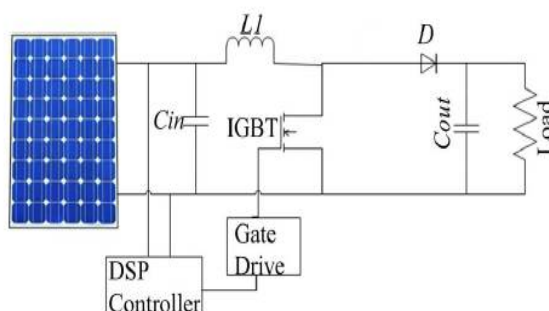 L1
D
Cin
IGBT
Cout
Load
Gate
Drive
DSP
Controller